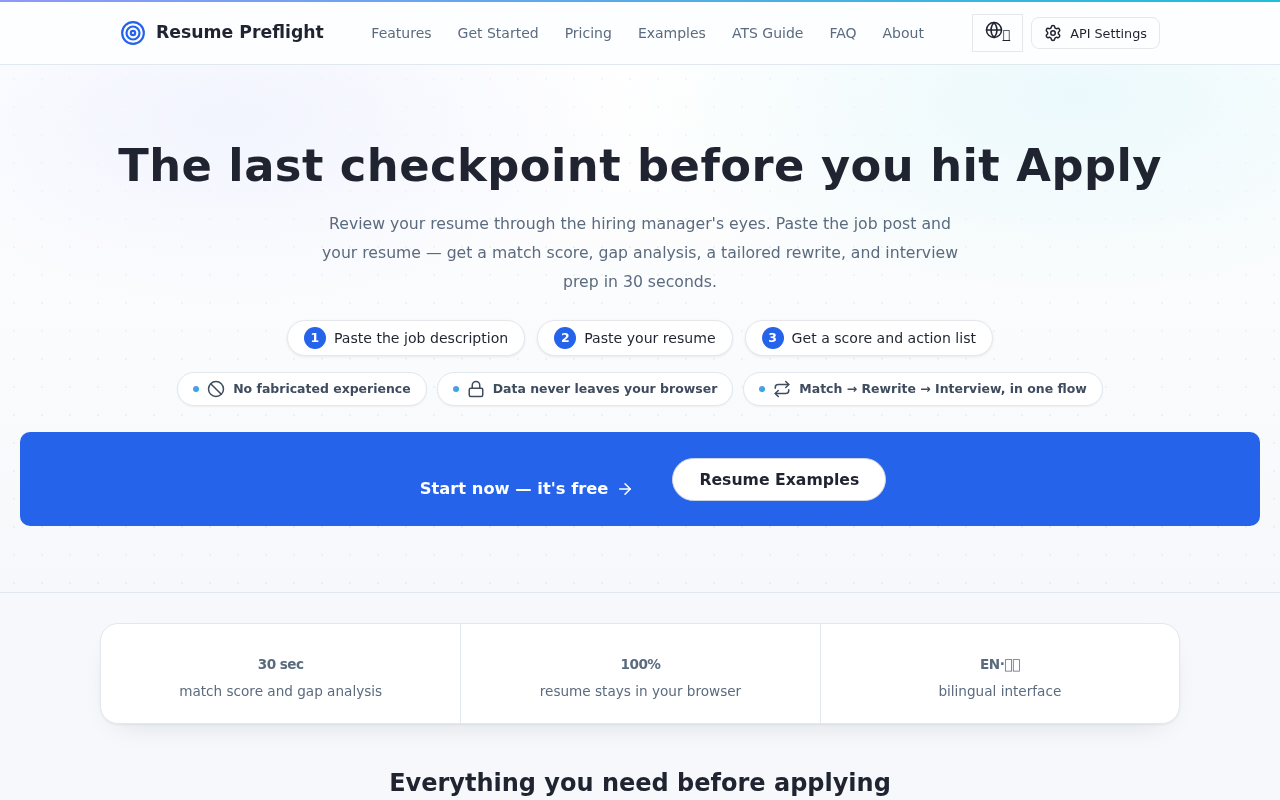 Resume Preflight
Features
Get Started
Pricing
Examples
ATS Guide
FAQ
About
API Settings
The last checkpoint before you hit Apply
Review your resume through the hiring manager's eyes. Paste the job post and
your resume — get a match score, gap analysis, a tailored rewrite, and interview
prep in 30 seconds.
1 Paste the job description
2 Paste your resume
3 Get a score and action list
No fabricated experience
Data never leaves your browser
Match → Rewrite → Interview, in one flow
Start now — it's free →
Resume Examples
30 sec
match score and gap analysis
100%
resume stays in your browser
EN·
bilingual interface
Everything you need before applying